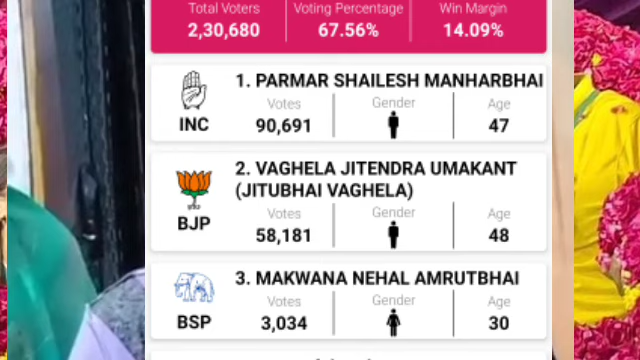 Total Voters Voting Percentage Win Margin
2,30,680 67.56% 14.09%
1. PARMAR SHAILESH MANHARBHAI
Votes Gender Age
INC 90,691 47
2. VAGHELA JITENDRA UMAKANT
(JITUBHAI VAGHELA)
Votes Gender Age
BJP 58,181 48
3. MAKWANA NEHAL AMRUTBHAI
Votes Gender Age
BSP 3,034 30